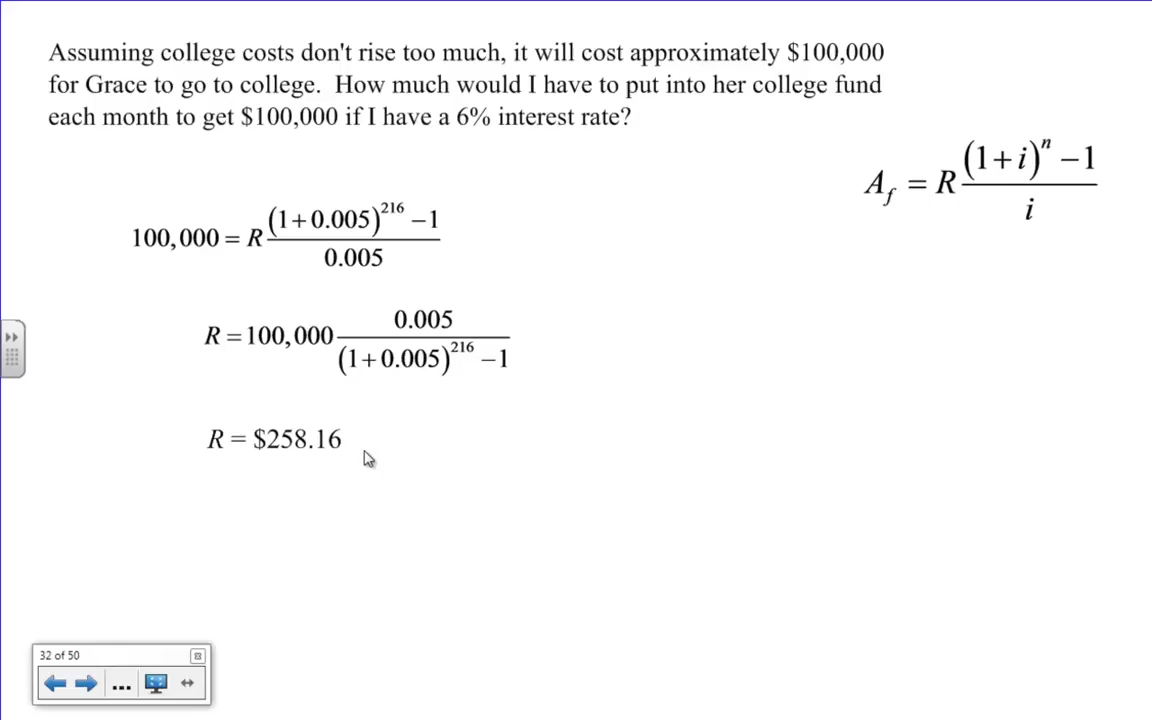 Assuming college costs don't rise too much, it will cost approximately $100,000
for Grace to go to college.  How much would I have to put into her college fund
each month to get $100,000 if I have a 6% interest rate?
A_f = R ((1+i)^n −1)/i
100,000 = R ((1+0.005)^216 −1)/0.005
R = 100,000 0.005/((1+0.005)^216 −1)
R = $258.16
32 of 50
...